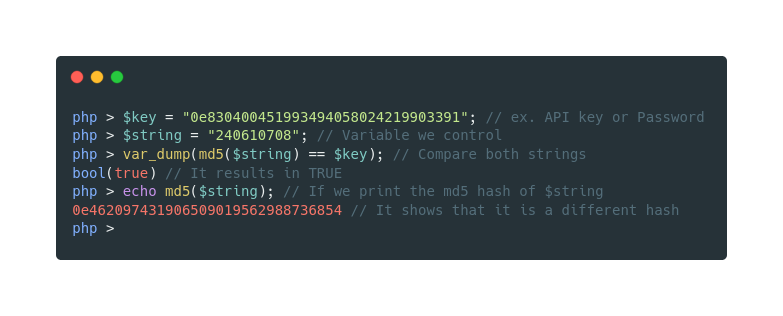 php > $key = "0e830400451993494058024219903391"; // ex. API key or Password
php > $string = "240610708"; // Variable we control
php > var_dump(md5($string) == $key); // Compare both strings
bool(true) // It results in TRUE
php > echo md5($string); // If we print the md5 hash of $string
0e462097431906509019562988736854 // It shows that it is a different hash
php >